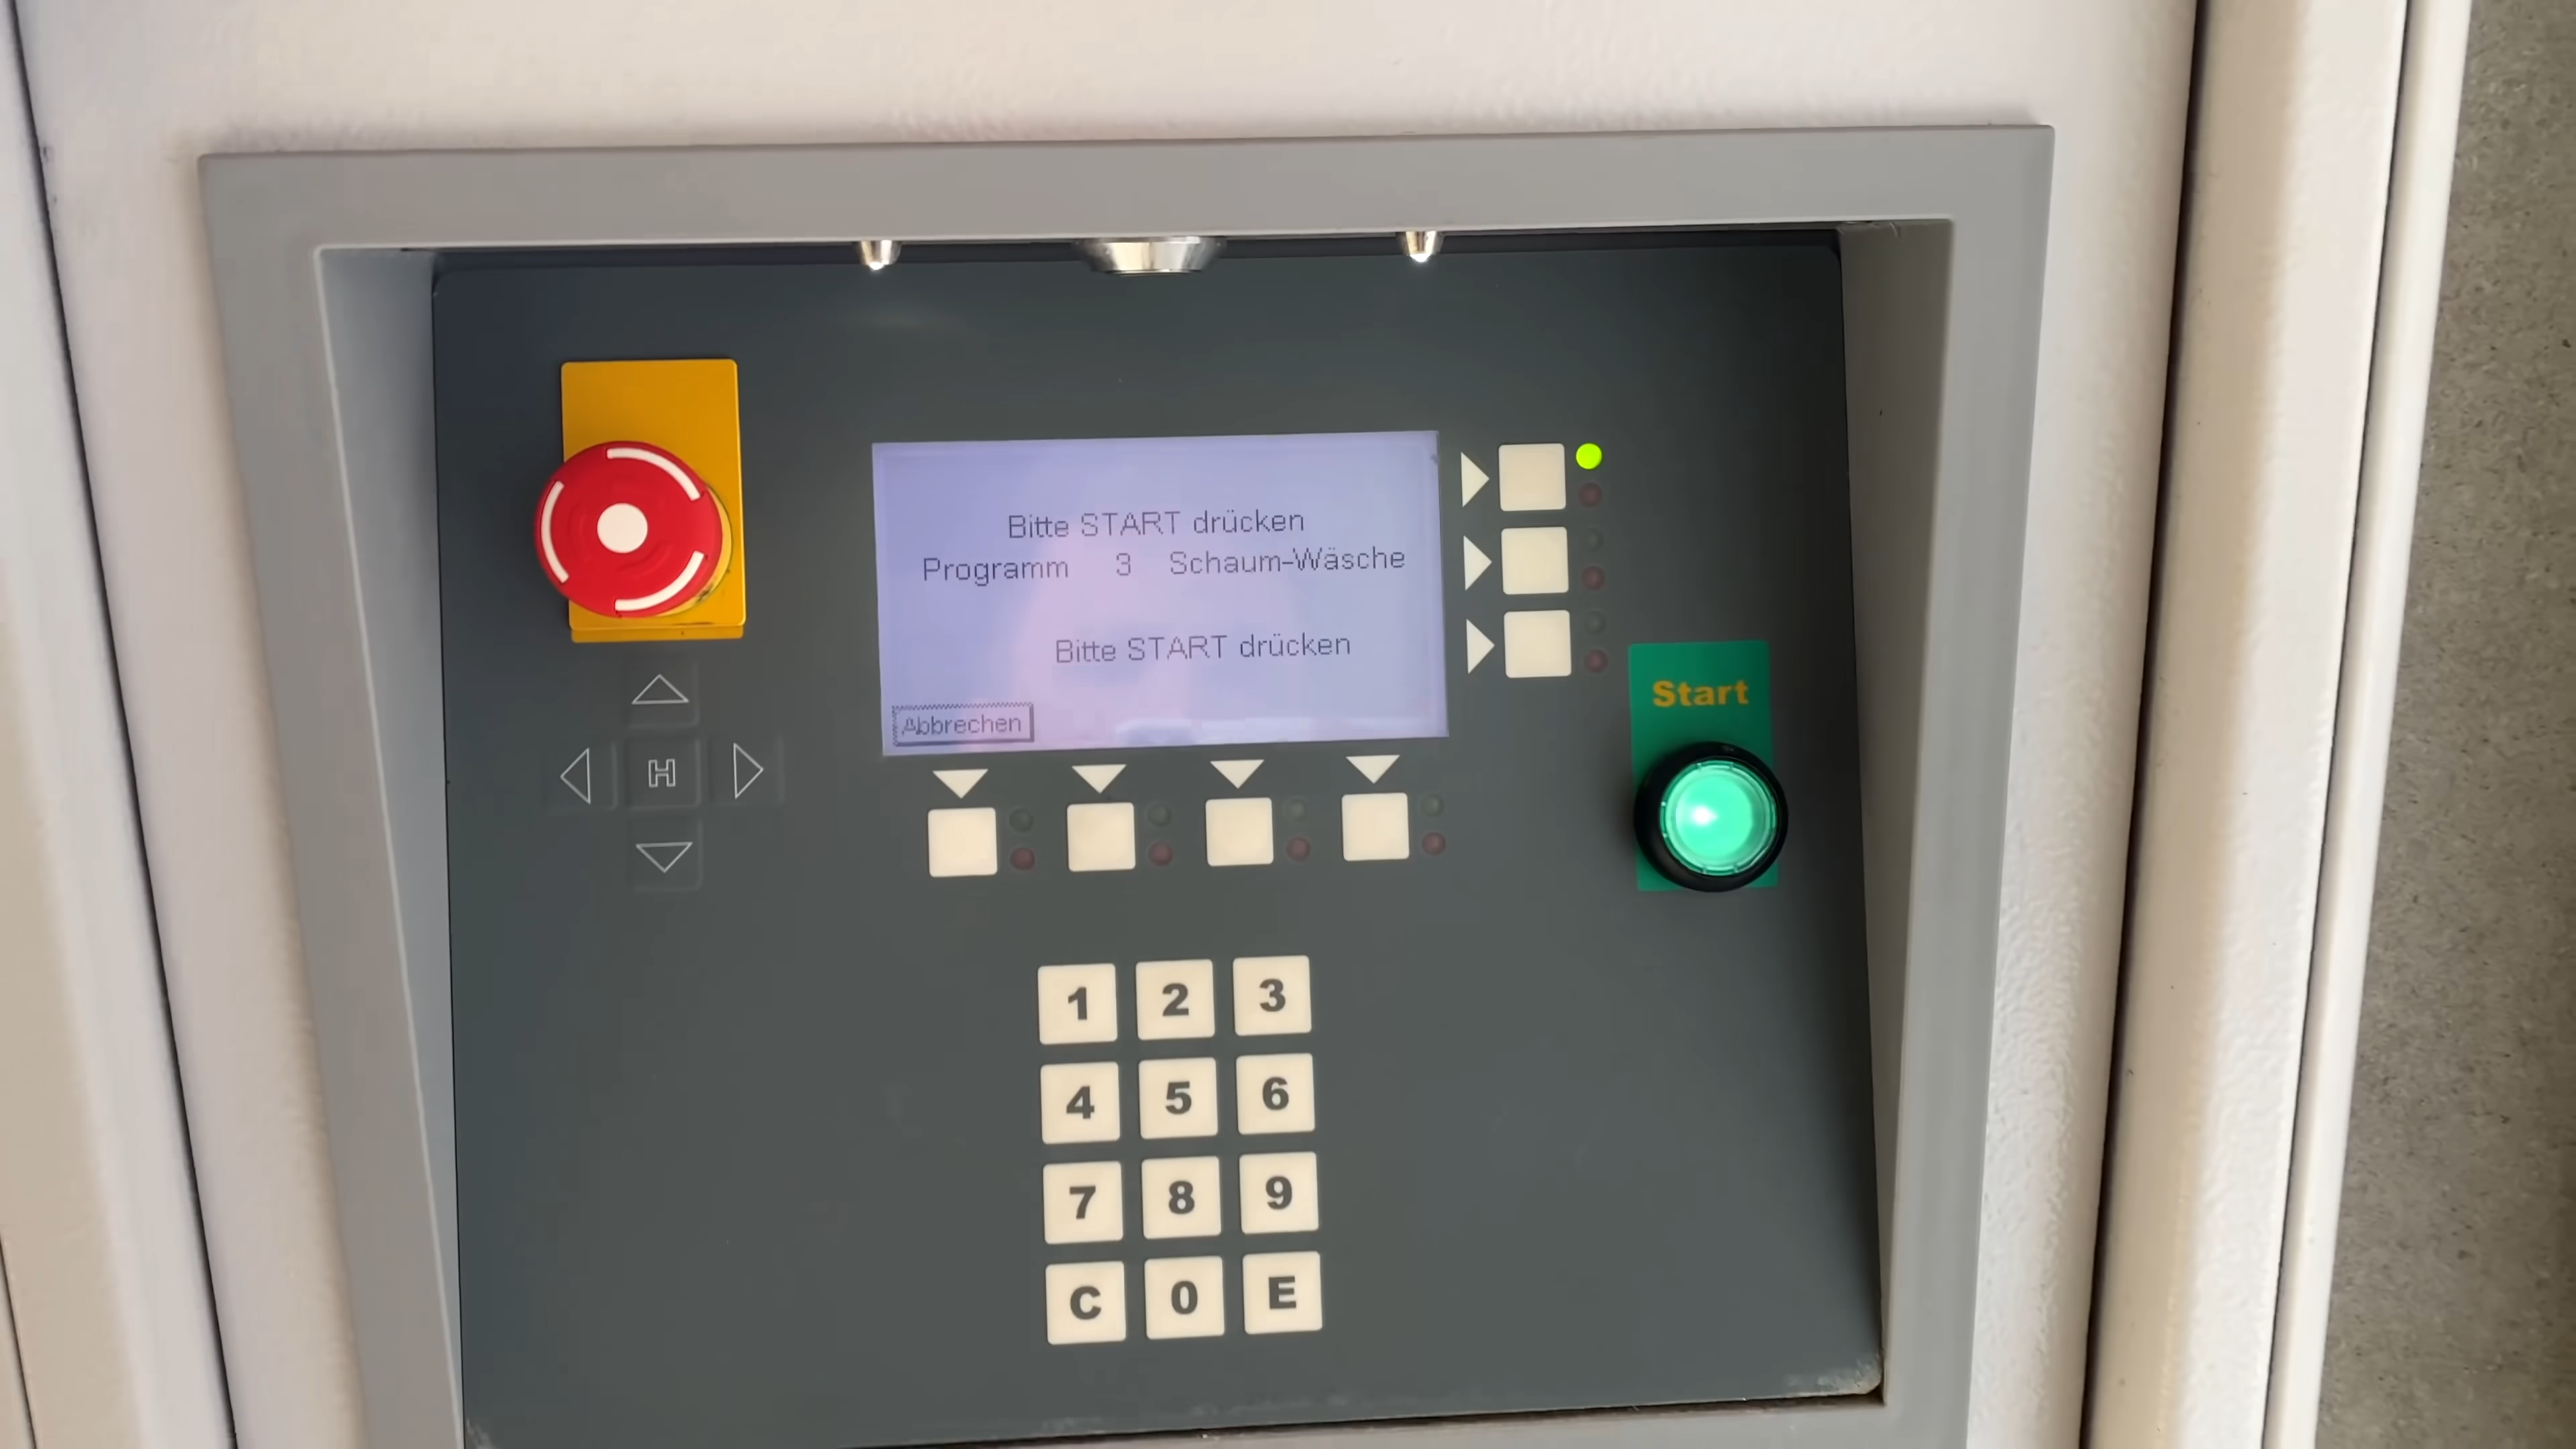 Bitte START drücken
Programm 3 Schaum-Wäsche
Bitte START drücken
Abbrechen
Start
H
1 2 3
4 5 6
7 8 9
C 0 E